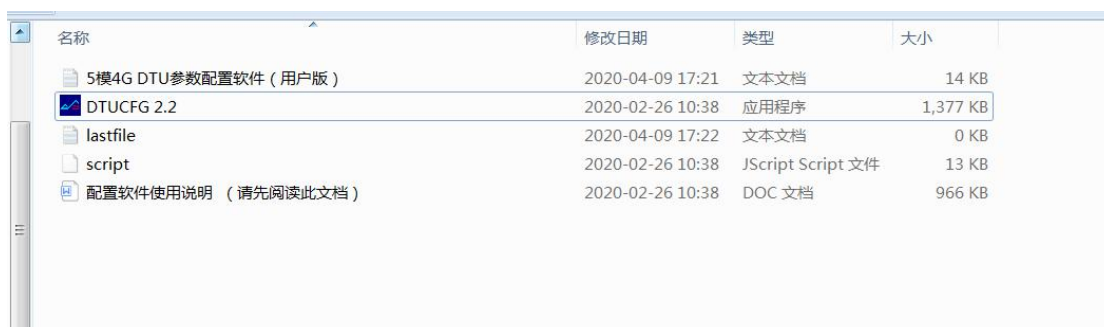 名称 修改日期 类型 大小
5模4G DTU参数配置软件（用户版） 2020-04-09 17:21 文本文档 14 KB
DTUCFG 2.2 2020-02-26 10:38 应用程序 1,377 KB
lastfile 2020-04-09 17:22 文本文档 0 KB
script 2020-02-26 10:38 JScript Script 文件 13 KB
配置软件使用说明 （请先阅读此文档） 2020-02-26 10:38 DOC 文档 966 KB